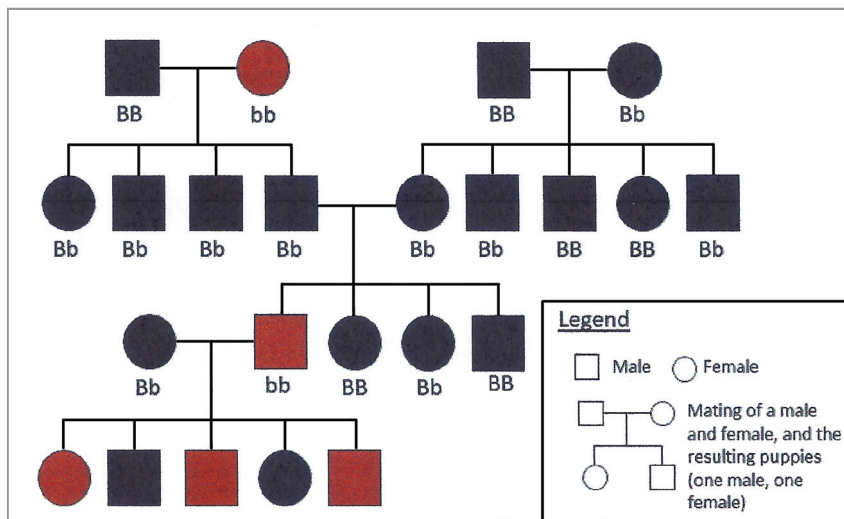 BB bb BB Bb
Bb Bb Bb Bb Bb Bb BB BB Bb
Bb bb BB Bb BB
Legend
Male Female
Mating of a male
and female, and the
resulting puppies
(one male, one
female)